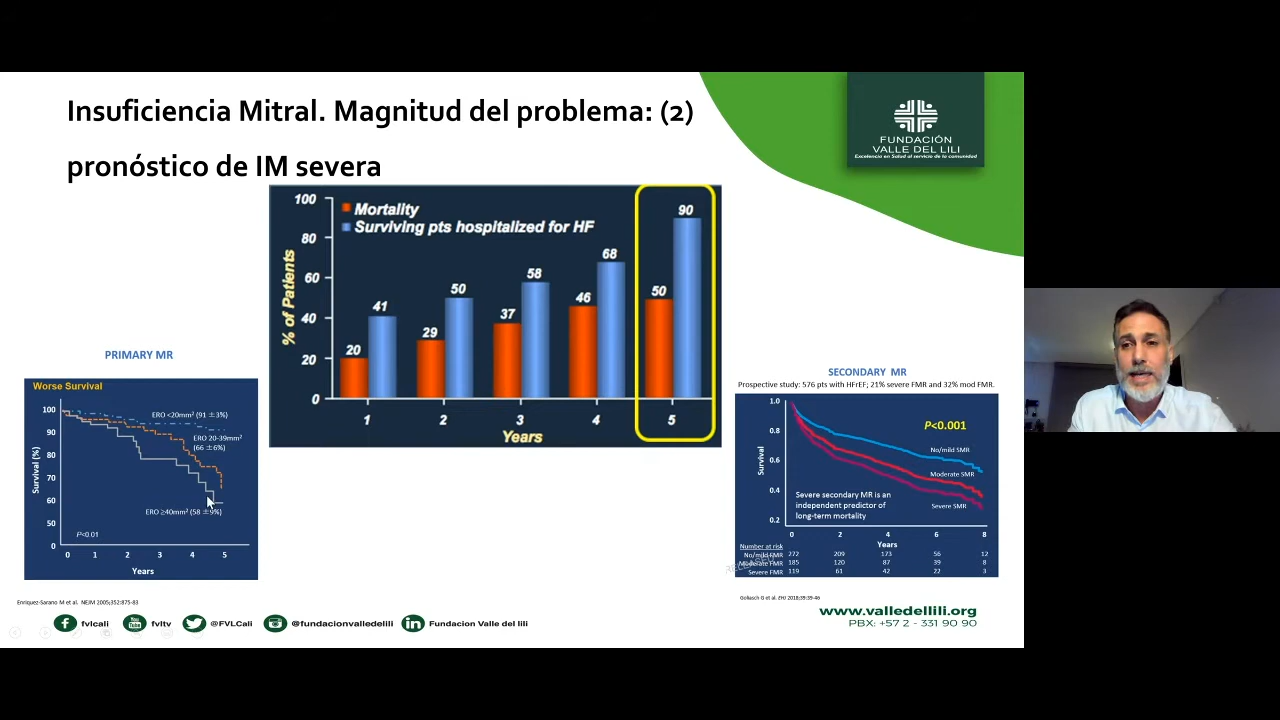 Insuficiencia Mitral. Magnitud del problema: (2)
pronóstico de IM severa
FUNDACIÓN
VALLE DEL LILI
Excelencia en Salud al servicio de la comunidad
100
80
60
40
20
0
% of Patients
Mortality
Surviving pts hospitalized for HF
20
41
29
50
37
58
46
68
50
90
1
2
3
4
5
Years
PRIMARY MR
Worse Survival
100
90
80
70
60
50
0
Survival (%)
ERO <20mm² (91 ±3%)
ERO 20-39mm²
(66 ±6%)
ERO ≥40mm² (58 ±9%)
P<0.01
0 1 2 3 4 5
Years
Enriquez-Sarano M et al. NEJM 2005;352:875-83
SECONDARY MR
Prospective study: 576 pts with HFrEF; 21% severe FMR and 32% mod FMR.
1.0
0.8
0.6
0.4
0.2
Survival
P<0.001
No/mild SMR
Moderate SMR
Severe SMR
Severe secondary MR is an
independent predictor of
long-term mortality
0 2 4 6 8
Years
Number at risk
No/mild FMR 272 209 173 56 12
Moderate FMR 185 120 87 39 8
Severe FMR 119 61 42 22 3
Goliasch G et al. EHJ 2018;39:39-46
fvlcali
You Tube
fvltv
@FVLCali
@fundacionvalledellili
in
Fundacion Valle del lili
www.valledellili.org
PBX: +57 2 - 331 90 90